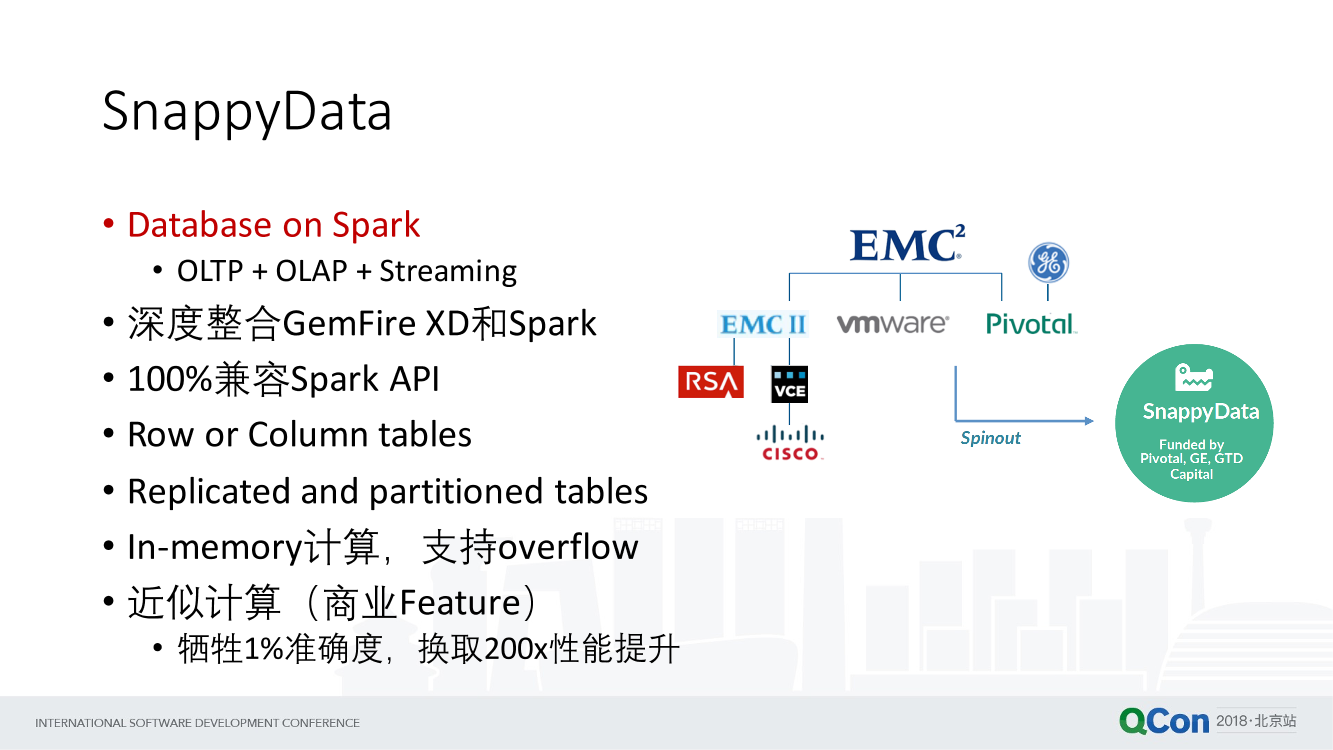 SnappyData
• Database on Spark
• OLTP + OLAP + Streaming
• 深度整合GemFire XD和Spark
• 100%兼容Spark API
• Row or Column tables
• Replicated and partitioned tables
• In-memory计算，支持overflow
• 近似计算（商业Feature）
• 牺牲1%准确度，换取200x性能提升
EMC²
GE
EMC II
vmware
Pivotal
RSA
VCE
CISCO
Spinout
SnappyData
Funded by
Pivotal, GE, GTD
Capital
INTERNATIONAL SOFTWARE DEVELOPMENT CONFERENCE
QCon 2018·北京站